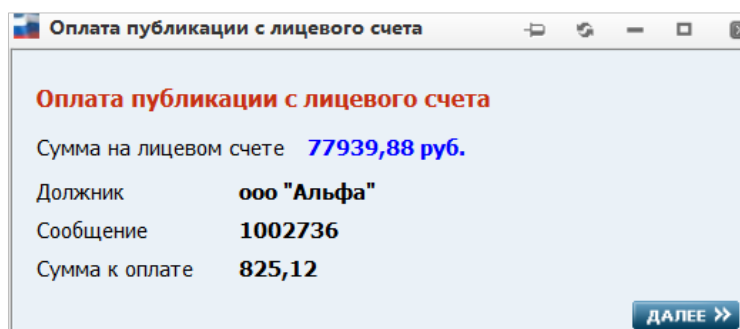 Оплата публикации с лицевого счета
Оплата публикации с лицевого счета
Сумма на лицевом счете 77939,88 руб.
Должник ооо "Альфа"
Сообщение 1002736
Сумма к оплате 825,12
ДАЛЕЕ »